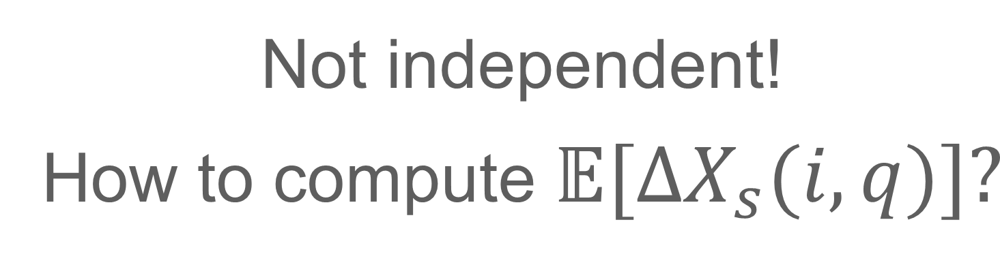 Not independent!
How to compute 𝔼[ΔX_s(i, q)]?